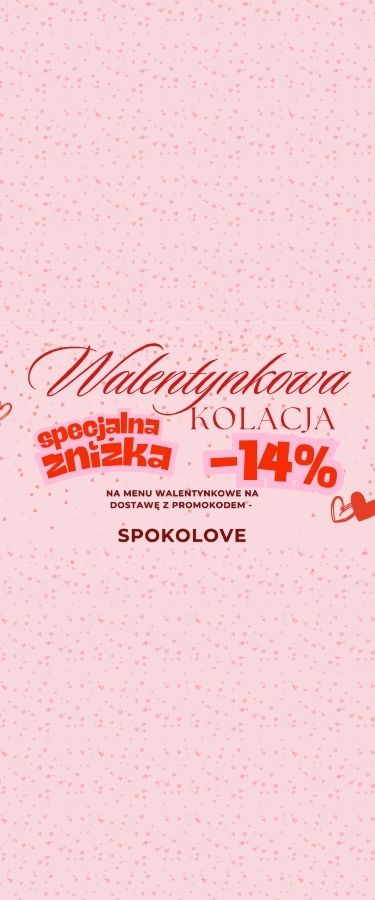 Walentynkowa
KOLACJA
specjalna
zniżka
-14%
NA MENU WALENTYNKOWE NA
DOSTAWĘ Z PROMOKODEM -
SPOKOLOVE